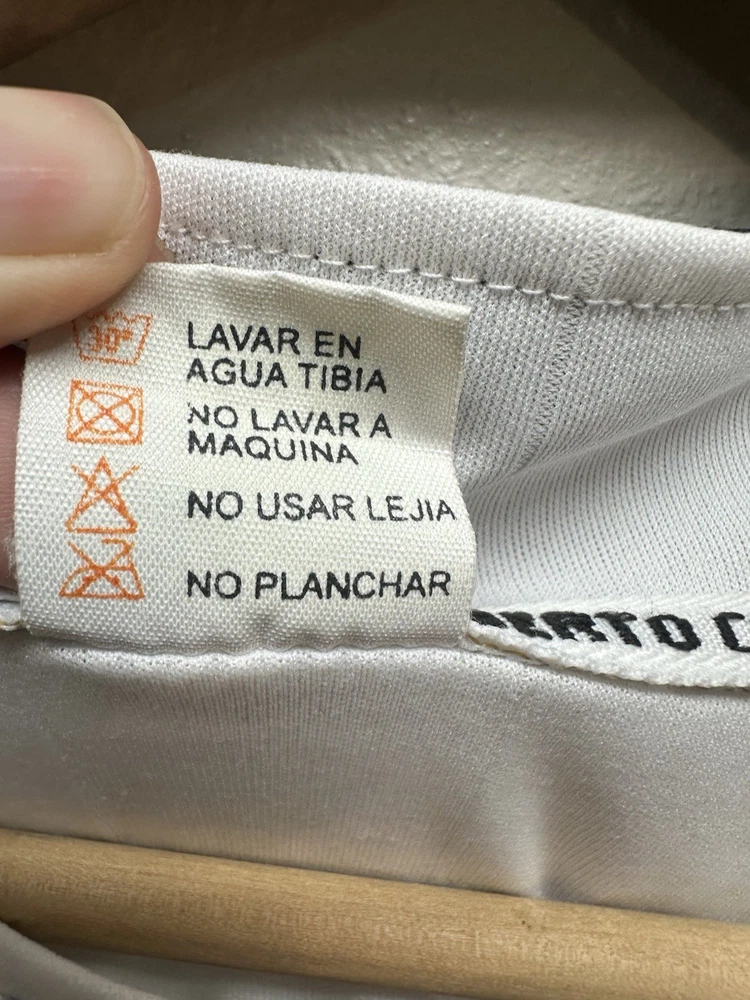 30°
LAVAR EN
AGUA TIBIA
NO LAVAR A
MAQUINA
NO USAR LEJIA
NO PLANCHAR